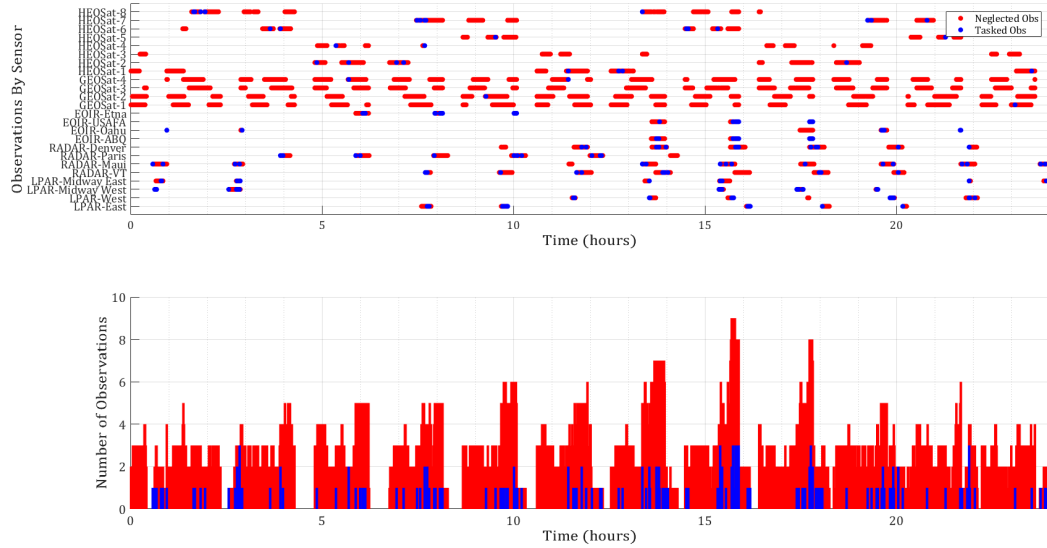 Observations By Sensor
HEOSat-8
HEOSat-7
HEOSat-6
HEOSat-5
HEOSat-4
HEOSat-3
HEOSat-2
HEOSat-1
GEOSat-4
GEOSat-3
GEOSat-2
GEOSat-1
EOIR-Etna
EOIR-USAFA
EOIR-Oahu
EOIR-ABQ
RADAR-Denver
RADAR-Paris
RADAR-Maui
RADAR-VT
LPAR-Midway East
LPAR-Midway West
LPAR-West
LPAR-East
Neglected Obs
Tasked Obs
0 5 10 15 20
Time (hours)
Number of Observations
10
8
6
4
2
0
0 5 10 15 20
Time (hours)